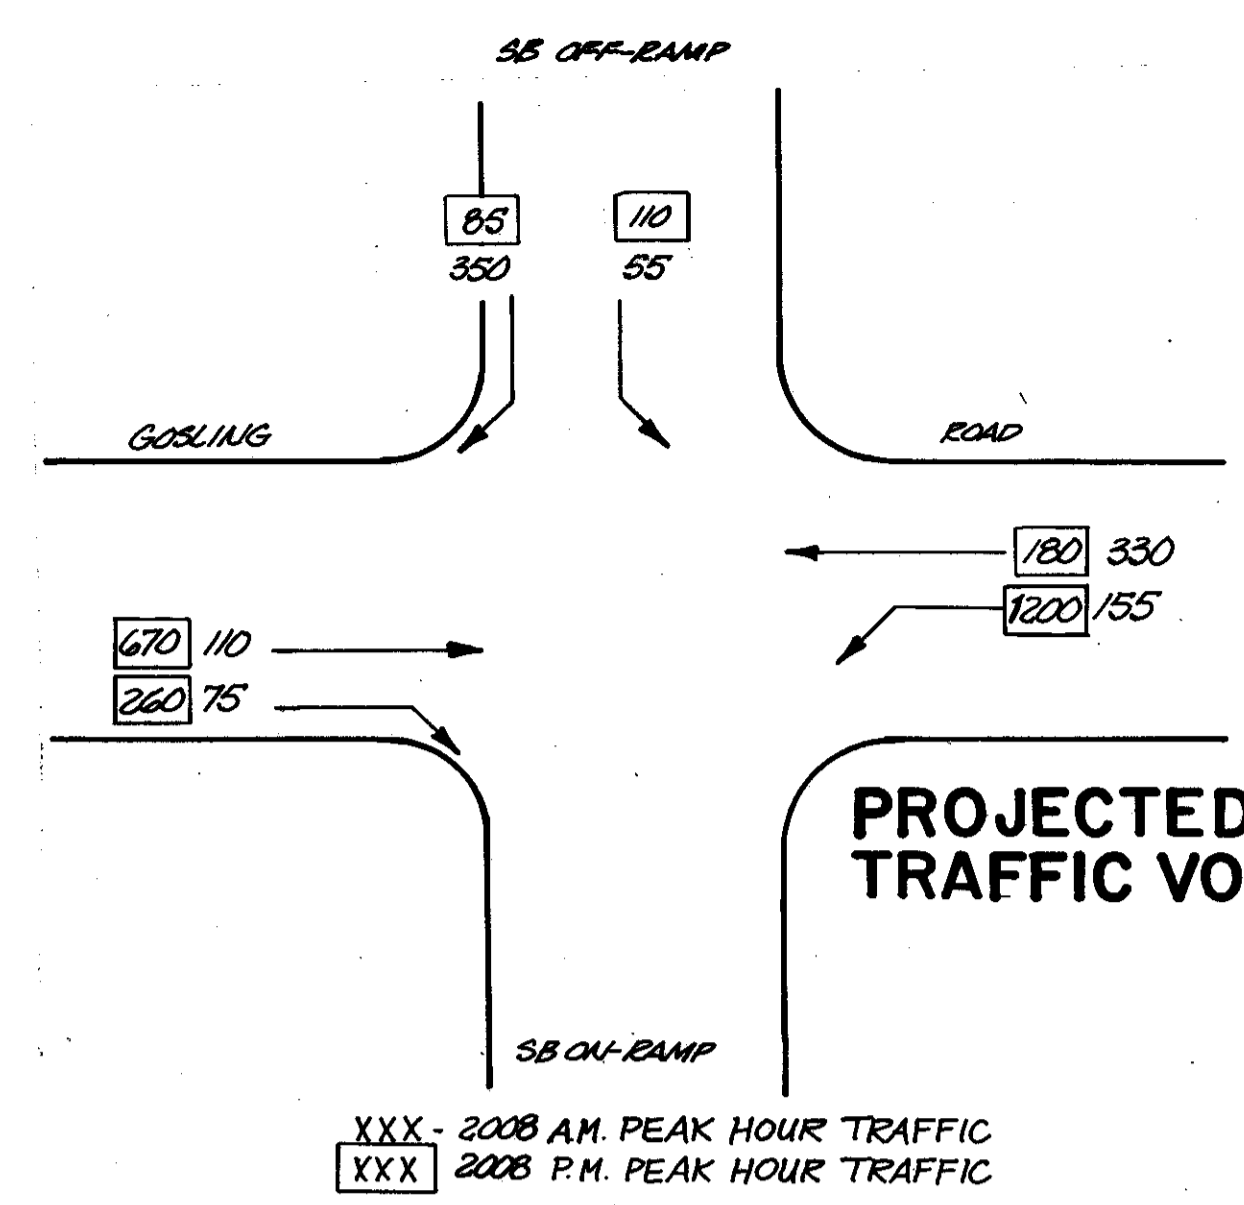 SB OFF-RAMP
85 110
350 55
GOSLING ROAD
180 330
1200 155
670 110
260 75
PROJECTED
TRAFFIC VO
SB ON-RAMP
XXX - 2008 A.M. PEAK HOUR TRAFFIC
XXX 2008 P.M. PEAK HOUR TRAFFIC